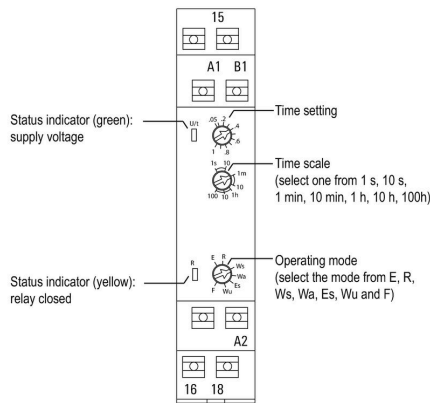 15
A1 B1
Status indicator (green):
supply voltage
U/t
.05 .2 .4 .6 .8 1
Time setting
1s 10 1m 10 1h 10 100
Time scale
(select one from 1 s, 10 s,
1 min, 10 min, 1 h, 10 h, 100h)
Status indicator (yellow):
relay closed
R
E R Ws Wa Es Wu F
Operating mode
(select the mode from E, R,
Ws, Wa, Es, Wu and F)
A2
16 18